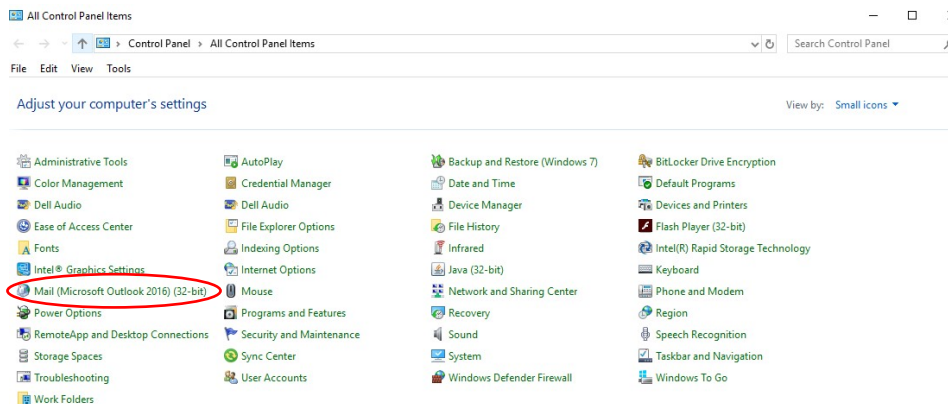 All Control Panel Items
Control Panel > All Control Panel Items
Search Control Panel
File Edit View Tools
Adjust your computer's settings
View by: Small icons
Administrative Tools AutoPlay Backup and Restore (Windows 7) BitLocker Drive Encryption
Color Management Credential Manager Date and Time Default Programs
Dell Audio Dell Audio Device Manager Devices and Printers
Ease of Access Center File Explorer Options File History Flash Player (32-bit)
Fonts Indexing Options Infrared Intel(R) Rapid Storage Technology
Intel® Graphics Settings Internet Options Java (32-bit) Keyboard
Mail (Microsoft Outlook 2016) (32-bit) Mouse Network and Sharing Center Phone and Modem
Power Options Programs and Features Recovery Region
RemoteApp and Desktop Connections Security and Maintenance Sound Speech Recognition
Storage Spaces Sync Center System Taskbar and Navigation
Troubleshooting User Accounts Windows Defender Firewall Windows To Go
Work Folders